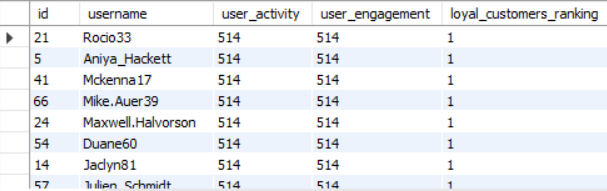 id username user_activity user_engagement loyal_customers_ranking
21 Rocio33 514 514 1
5 Aniya_Hackett 514 514 1
41 Mckenna17 514 514 1
66 Mike.Auer39 514 514 1
24 Maxwell.Halvorson 514 514 1
54 Duane60 514 514 1
14 Jaclyn81 514 514 1
57 Julien_Schmidt 514 514 1